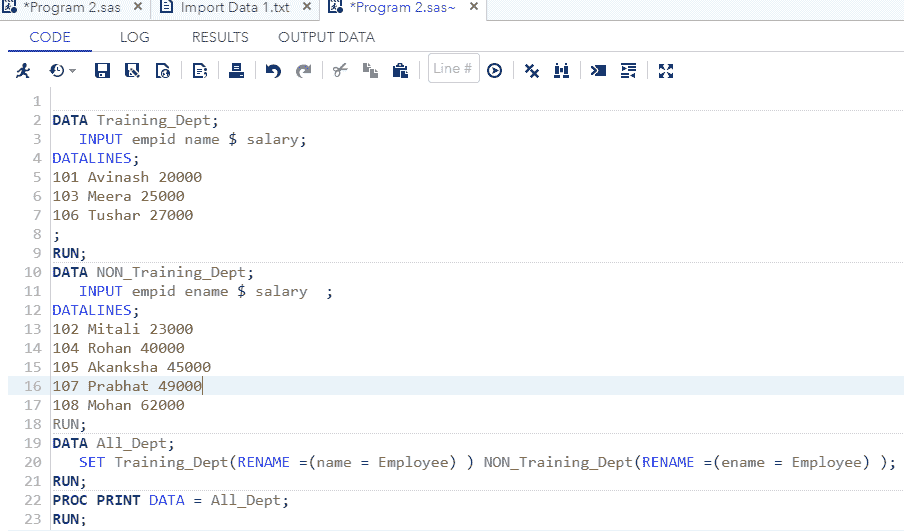 *Program 2.sas × Import Data 1.txt × *Program 2.sas~ ×
CODE LOG RESULTS OUTPUT DATA
Line #
1
2 DATA Training_Dept;
3 INPUT empid name $ salary;
4 DATALINES;
5 101 Avinash 20000
6 103 Meera 25000
7 106 Tushar 27000
8 ;
9 RUN;
10 DATA NON_Training_Dept;
11 INPUT empid ename $ salary  ;
12 DATALINES;
13 102 Mitali 23000
14 104 Rohan 40000
15 105 Akanksha 45000
16 107 Prabhat 49000
17 108 Mohan 62000
18 RUN;
19 DATA All_Dept;
20 SET Training_Dept(RENAME =(name = Employee) ) NON_Training_Dept(RENAME =(ename = Employee) );
21 RUN;
22 PROC PRINT DATA = All_Dept;
23 RUN;